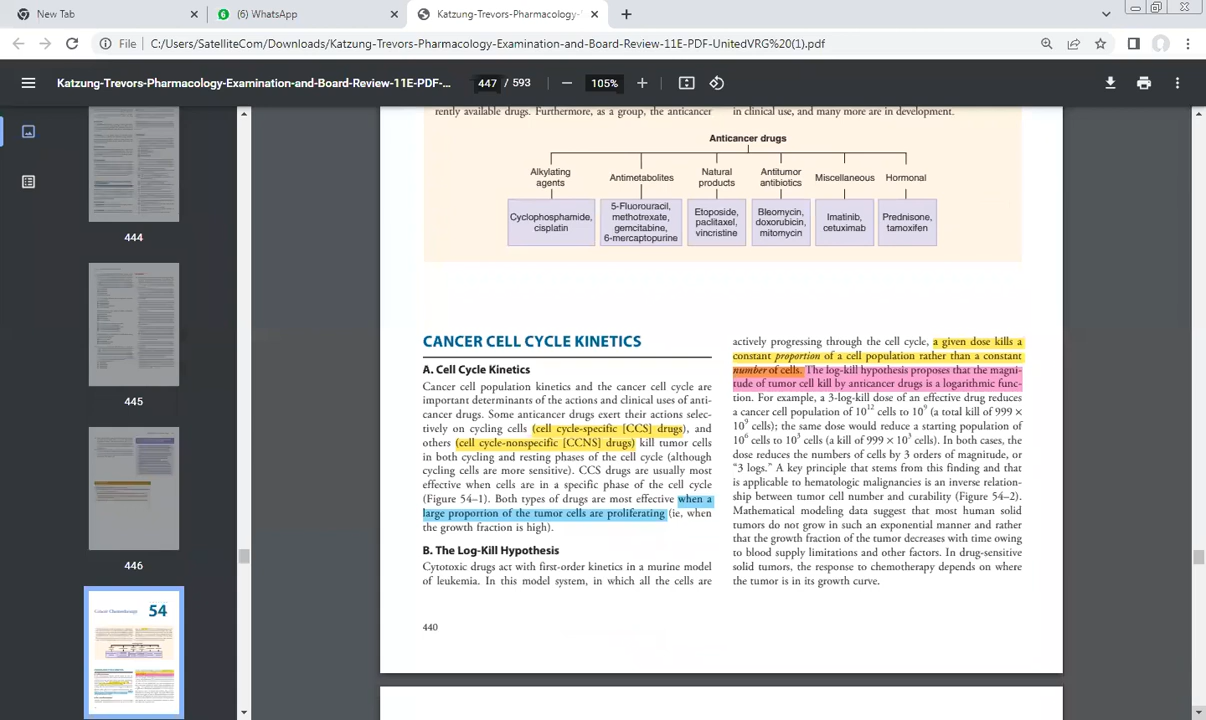 New Tab
6
(6) WhatsApp
Katzung-Trevors-Pharmacology-
File
C:/Users/SatelliteCom/Downloads/Katzung-Trevors-Pharmacology-Examination-and-Board-Review-11E-PDF-UnitedVRG%20(1).pdf
Katzung-Trevors-Pharmacology-Examination-and-Board-Review-11E-PDF-...
447 / 593
105%
444
445
446
Cancer Chemotherapy 54
rently available drugs. Furthermore, as a group, the anticancer
in clinical use, and many more are in development.
Anticancer drugs
Alkylating
agents
Antimetabolites
Natural
products
Antitumor
antibiotics
Miscellaneous
Hormonal
Cyclophosphamide,
cisplatin
5-Fluorouracil,
methotrexate,
gemcitabine,
6-mercaptopurine
Etoposide,
paclitaxel,
vincristine
Bleomycin,
doxorubicin,
mitomycin
Imatinib,
cetuximab
Prednisone,
tamoxifen
CANCER CELL CYCLE KINETICS
A. Cell Cycle Kinetics
Cancer cell population kinetics and the cancer cell cycle are
important determinants of the actions and clinical uses of anti-
cancer drugs. Some anticancer drugs exert their actions selec-
tively on cycling cells (cell cycle-specific [CCS] drugs), and
others (cell cycle-nonspecific [CCNS] drugs) kill tumor cells
in both cycling and resting phases of the cell cycle (although
cycling cells are more sensitive). CCS drugs are usually most
effective when cells are in a specific phase of the cell cycle
(Figure 54–1). Both types of drugs are most effective when a
large proportion of the tumor cells are proliferating (ie, when
the growth fraction is high).
B. The Log-Kill Hypothesis
Cytotoxic drugs act with first-order kinetics in a murine model
of leukemia. In this model system, in which all the cells are
actively progressing through the cell cycle, a given dose kills a
constant proportion of a cell population rather than a constant
number of cells. The log-kill hypothesis proposes that the magni-
tude of tumor cell kill by anticancer drugs is a logarithmic func-
tion. For example, a 3-log-kill dose of an effective drug reduces
a cancer cell population of 10¹² cells to 10⁹ (a total kill of 999 ×
10⁹ cells); the same dose would reduce a starting population of
10⁶ cells to 10³ cells (a kill of 999 × 10³ cells). In both cases, the
dose reduces the numbers of cells by 3 orders of magnitude, or
“3 logs.” A key principle that stems from this finding and that
is applicable to hematologic malignancies is an inverse relation-
ship between tumor cell number and curability (Figure 54–2).
Mathematical modeling data suggest that most human solid
tumors do not grow in such an exponential manner and rather
that the growth fraction of the tumor decreases with time owing
to blood supply limitations and other factors. In drug-sensitive
solid tumors, the response to chemotherapy depends on where
the tumor is in its growth curve.
440